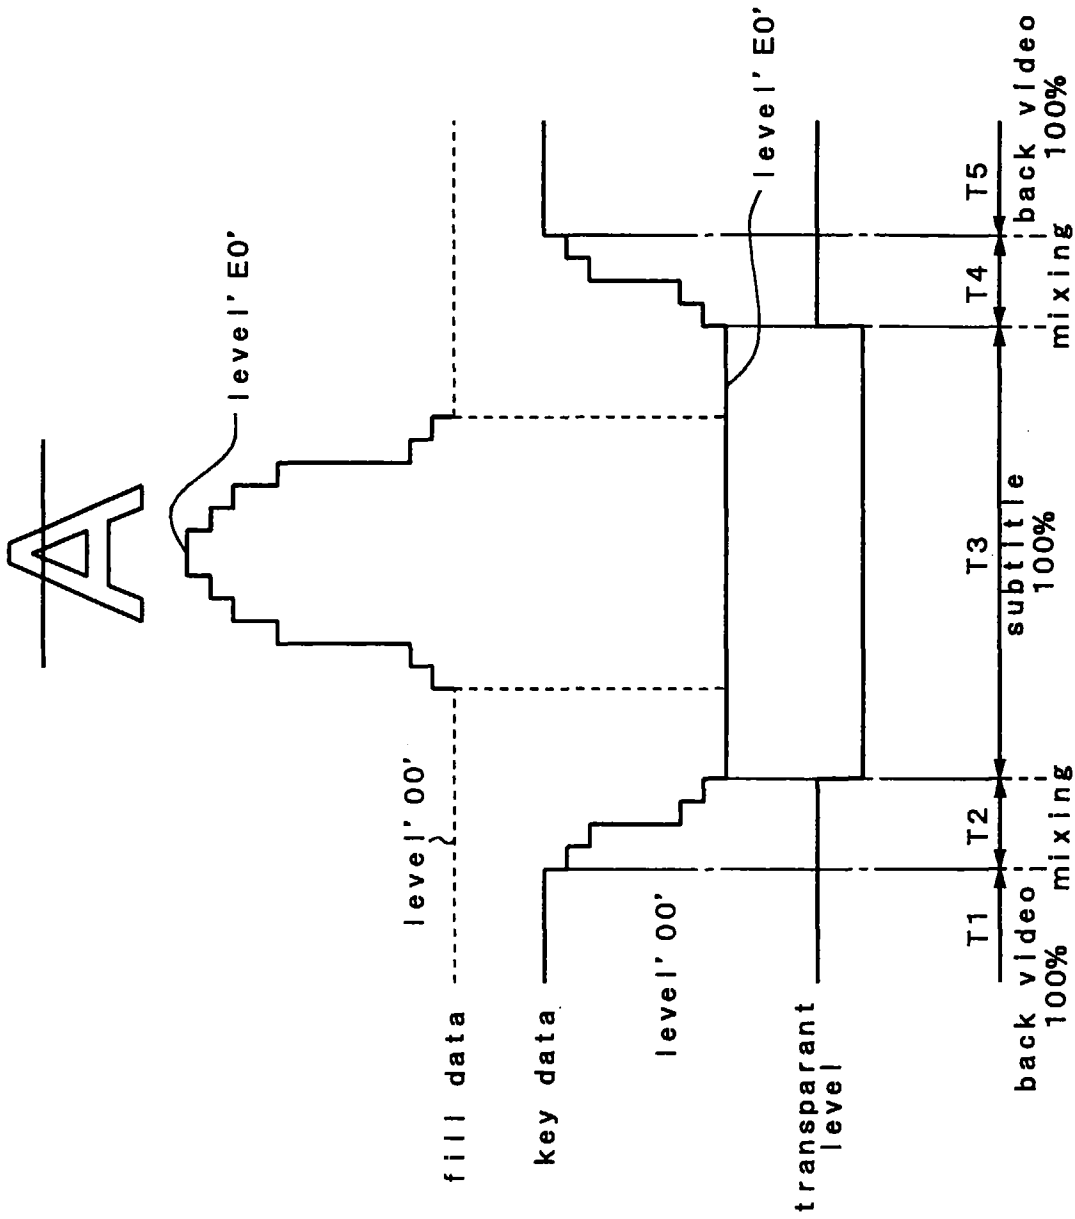 A
level' E0'
level' 00'
fill data
key data
level' 00'
level' E0'
transparant
level
T1
T2
T3
T4
T5
back video
100%
mixing
subtitle
100%
mixing
back video
100%